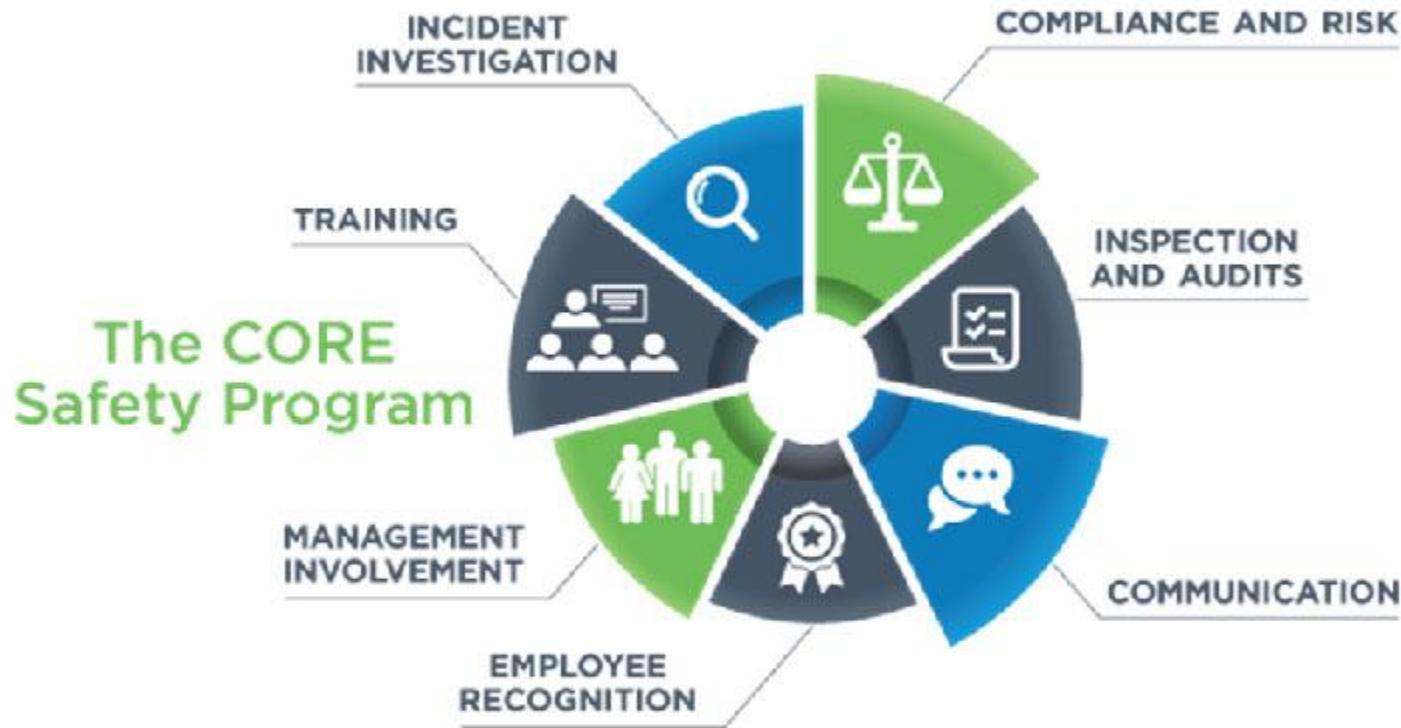 INCIDENT
INVESTIGATION
COMPLIANCE AND RISK
TRAINING
INSPECTION
AND AUDITS
The CORE
Safety Program
MANAGEMENT
INVOLVEMENT
COMMUNICATION
EMPLOYEE
RECOGNITION